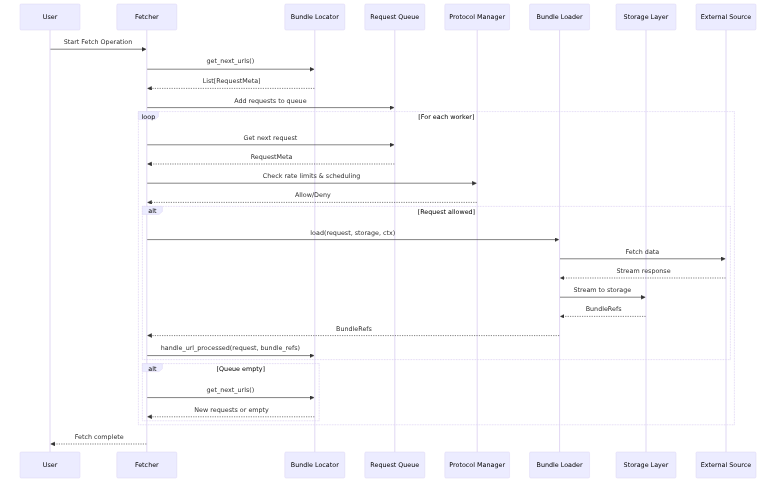 User Fetcher Bundle Locator Request Queue Protocol Manager Bundle Loader Storage Layer External Source
Start Fetch Operation
get_next_urls()
List[RequestMeta]
Add requests to queue
loop [For each worker]
Get next request
RequestMeta
Check rate limits & scheduling
Allow/Deny
alt [Request allowed]
load(request, storage, ctx)
Fetch data
Stream response
Stream to storage
BundleRefs
BundleRefs
handle_url_processed(request, bundle_refs)
alt [Queue empty]
get_next_urls()
New requests or empty
Fetch complete
User Fetcher Bundle Locator Request Queue Protocol Manager Bundle Loader Storage Layer External Source